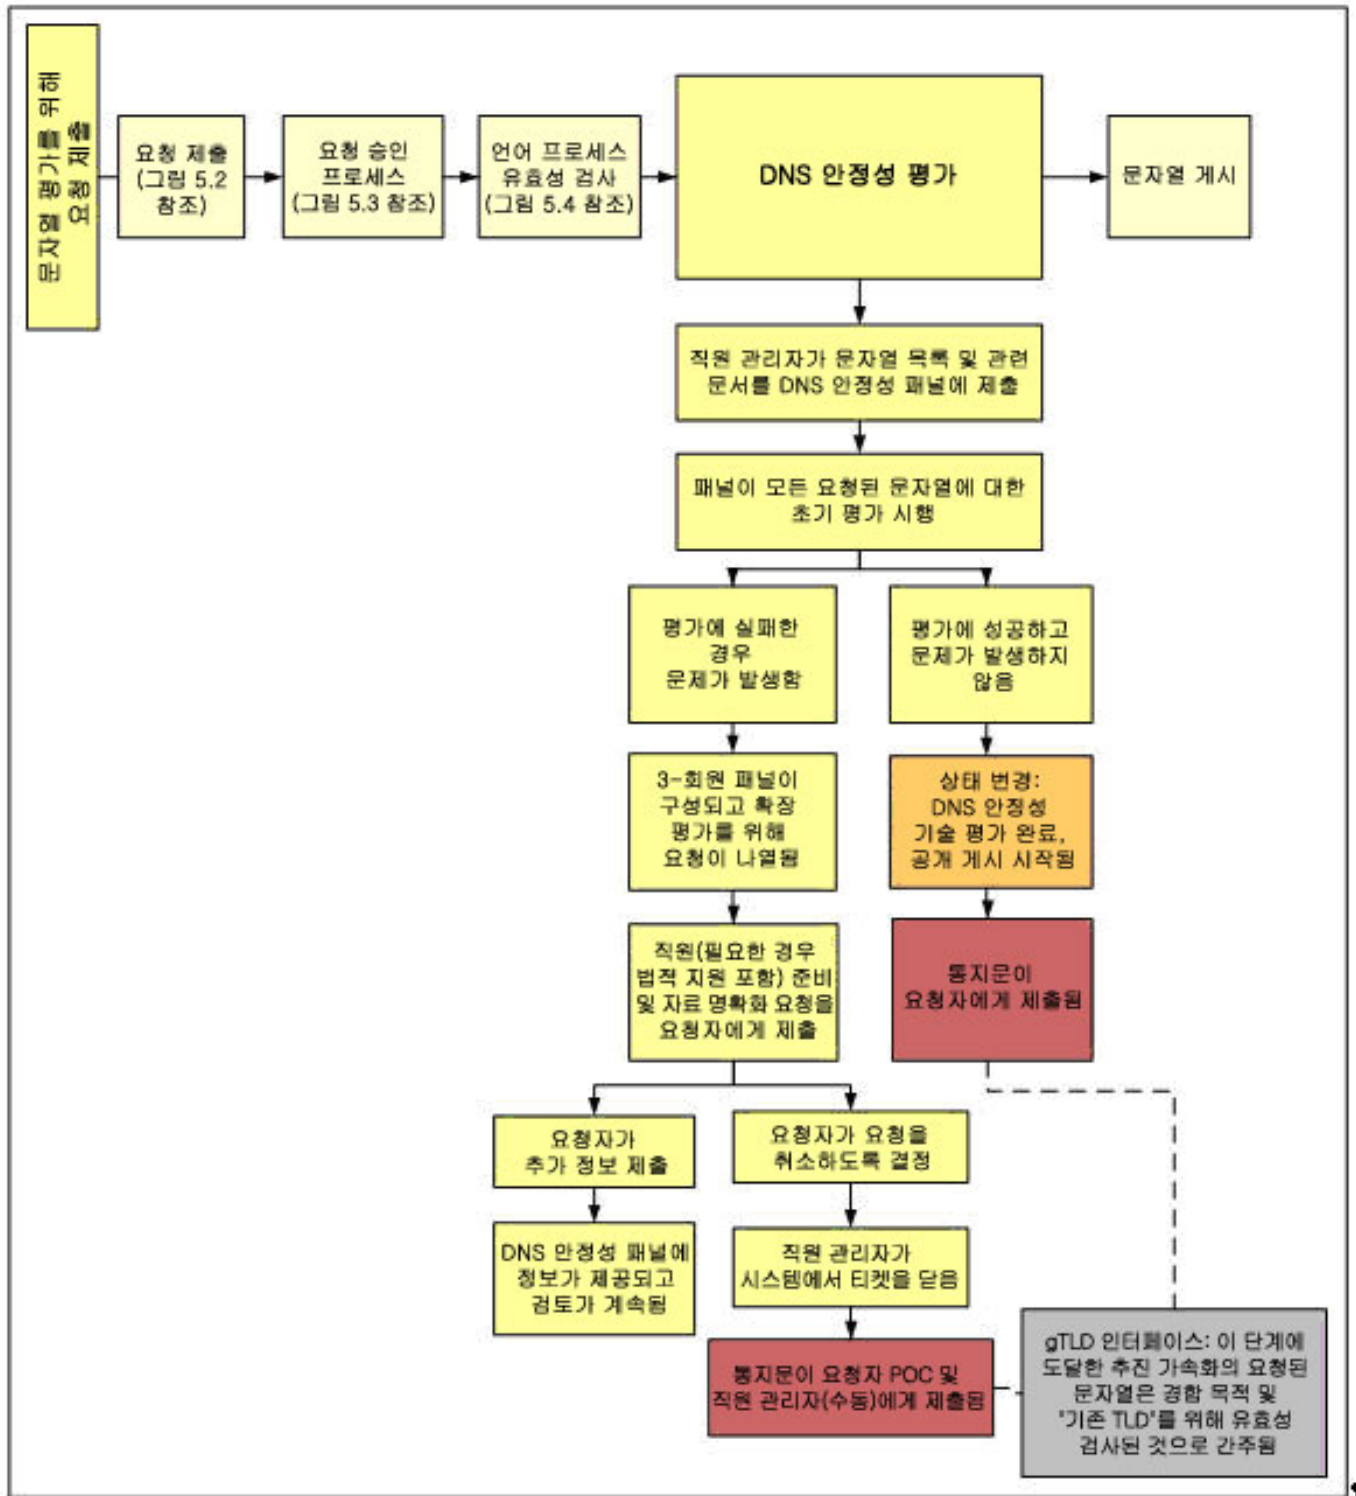 문자열 평가를 위해
요청 제출
요청 제출
(그림 5.2
참조)
요청 승인
프로세스
(그림 5.3 참조)
언어 프로세스
유효성 검사
(그림 5.4 참조)
DNS 안정성 평가
문자열 게시
직원 관리자가 문자열 목록 및 관련
문서를 DNS 안정성 패널에 제출
패널이 모든 요청된 문자열에 대한
초기 평가 시행
평가에 실패한
경우
문제가 발생함
평가에 성공하고
문제가 발생하지
않음
3-회원 패널이
구성되고 확장
평가를 위해
요청이 나열됨
상태 변경:
DNS 안정성
기술 평가 완료,
공개 게시 시작됨
직원(필요한 경우
법적 지원 포함) 준비
및 자료 명확화 요청을
요청자에게 제출
통지문이
요청자에게 제출됨
요청자가
추가 정보 제출
요청자가 요청을
취소하도록 결정
DNS 안정성 패널에
정보가 제공되고
검토가 계속됨
직원 관리자가
시스템에서 티켓을 닫음
통지문이 요청자 POC 및
직원 관리자(수동)에게 제출됨
gTLD 인터페이스: 이 단계에
도달한 추진 가속화의 요청된
문자열은 경합 목적 및
"기존 TLD"를 위해 유효성
검사된 것으로 간주됨